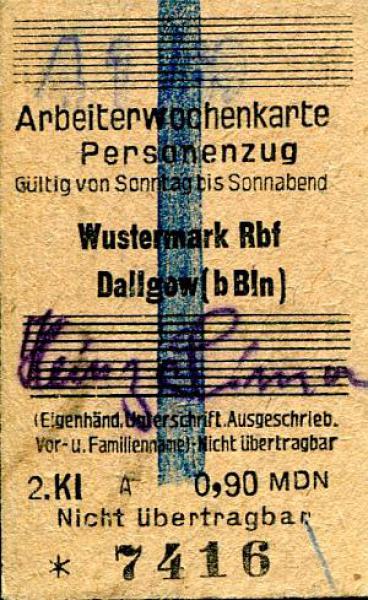 Arbeiterwochenkarte
Personenzug
Gültig von Sonntag bis Sonnabend
Wustermark Rbf
Dallgow (b Bln)
(Eigenhänd. Unterschrift. Ausgeschrieb.
Vor- u. Familienname)-Nicht übertragbar
2.Kl A 0,90 MDN
Nicht übertragbar
* 7416